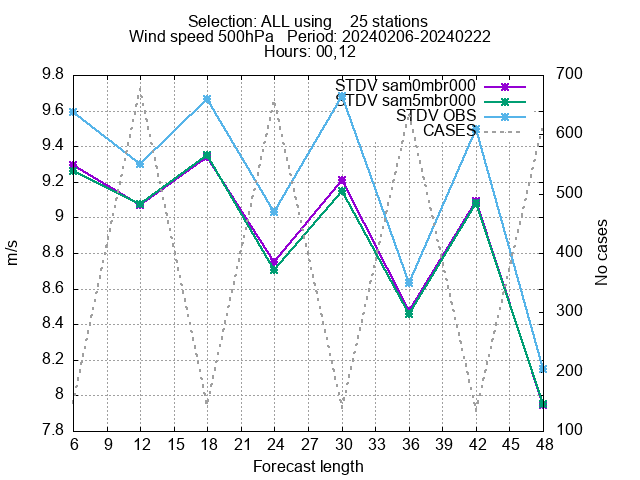 Selection: ALL using    25 stations
Wind speed 500hPa   Period: 20240206-20240222
Hours: 00,12
9.8
9.6
9.4
9.2
9
8.8
8.6
8.4
8.2
8
7.8
m/s
STDV sam0mbr000
STDV sam5mbr000
STDV OBS
CASES
700
600
500
400
300
200
100
No cases
6 12 15 18 21 24 27 30 33 36 39 42 45 48
Forecast length